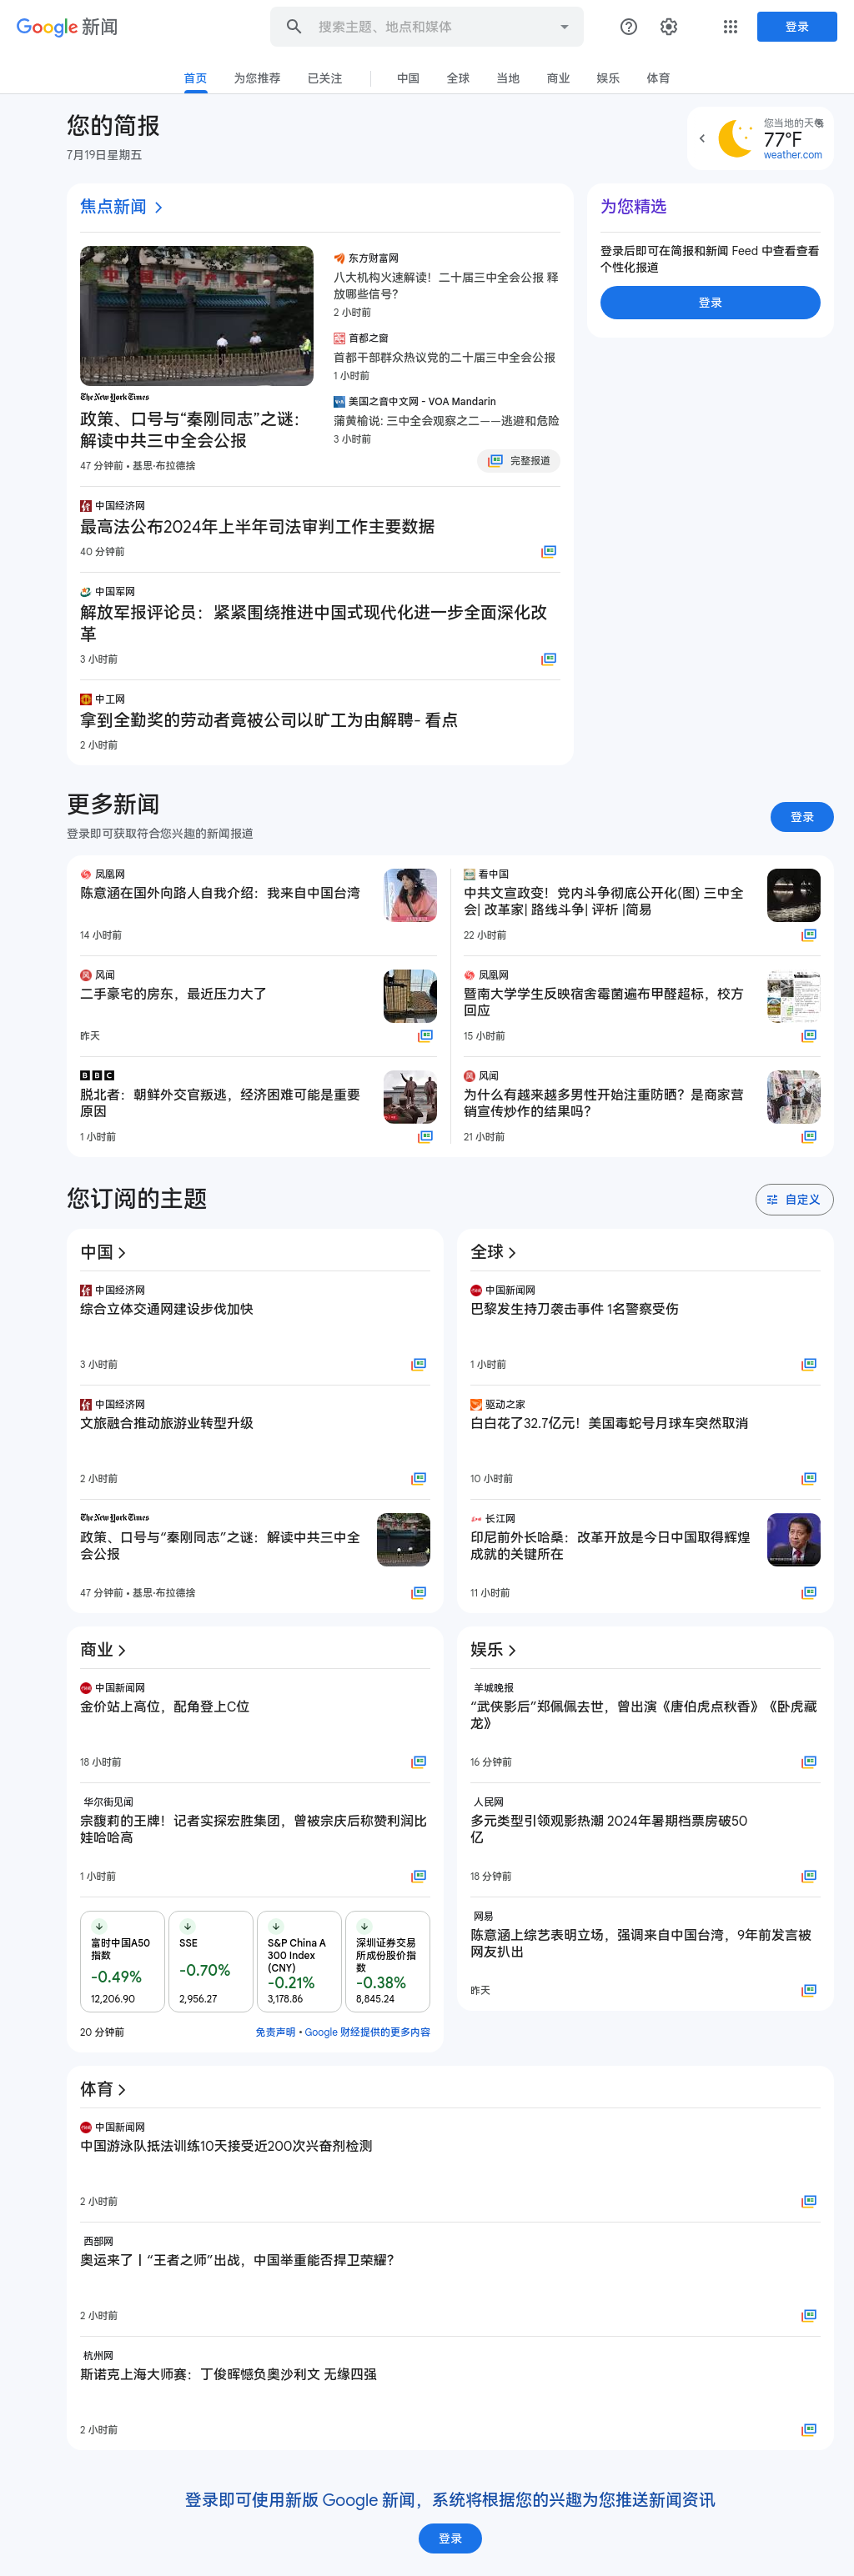 Google 新闻
搜索主题、地点和媒体
登录
首页
为您推荐
已关注
中国
全球
当地
商业
娱乐
体育
您的简报
7月19日星期五
您当地的天气
77°F
weather.com
焦点新闻
The New York Times
政策、口号与“秦刚同志”之谜：
解读中共三中全会公报
47 分钟前 • 基思·布拉德捨
东方财富网
八大机构火速解读！二十届三中全会公报 释
放哪些信号？
2 小时前
首都之窗
首都干部群众热议党的二十届三中全会公报
1 小时前
美国之音中文网 - VOA Mandarin
蒲黄榆说: 三中全会观察之二——逃避和危险
3 小时前
完整报道
中国经济网
最高法公布2024年上半年司法审判工作主要数据
40 分钟前
中国军网
解放军报评论员：紧紧围绕推进中国式现代化进一步全面深化改
革
3 小时前
中工网
拿到全勤奖的劳动者竟被公司以旷工为由解聘- 看点
2 小时前
为您精选
登录后即可在简报和新闻 Feed 中查看查看
个性化报道
登录
更多新闻
登录即可获取符合您兴趣的新闻报道
登录
凤凰网
陈意涵在国外向路人自我介绍：我来自中国台湾
14 小时前
风闻
二手豪宅的房东，最近压力大了
昨天
BBC
脱北者：朝鲜外交官叛逃，经济困难可能是重要
原因
1 小时前
看中国
中共文宣政变！党内斗争彻底公开化(图) 三中全
会| 改革家| 路线斗争| 评析 |简易
22 小时前
凤凰网
暨南大学学生反映宿舍霉菌遍布甲醛超标，校方
回应
15 小时前
风闻
为什么有越来越多男性开始注重防晒？是商家营
销宣传炒作的结果吗？
21 小时前
您订阅的主题
自定义
中国
中国经济网
综合立体交通网建设步伐加快
3 小时前
中国经济网
文旅融合推动旅游业转型升级
2 小时前
The New York Times
政策、口号与“秦刚同志”之谜：解读中共三中全
会公报
47 分钟前 • 基思·布拉德捨
全球
中国新闻网
巴黎发生持刀袭击事件 1名警察受伤
1 小时前
驱动之家
白白花了32.7亿元！美国毒蛇号月球车突然取消
10 小时前
长江网
印尼前外长哈桑：改革开放是今日中国取得辉煌
成就的关键所在
11 小时前
商业
中国新闻网
金价站上高位，配角登上C位
18 小时前
华尔街见闻
宗馥莉的王牌！记者实探宏胜集团，曾被宗庆后称赞利润比
娃哈哈高
1 小时前
富时中国A50
指数
-0.49%
12,206.90
SSE
-0.70%
2,956.27
S&P China A
300 Index
(CNY)
-0.21%
3,178.86
深圳证券交易
所成份股价指
数
-0.38%
8,845.24
20 分钟前
免责声明 • Google 财经提供的更多内容
娱乐
羊城晚报
“武侠影后”郑佩佩去世，曾出演《唐伯虎点秋香》《卧虎藏
龙》
16 分钟前
人民网
多元类型引领观影热潮 2024年暑期档票房破50
亿
18 分钟前
网易
陈意涵上综艺表明立场，强调来自中国台湾，9年前发言被
网友扒出
昨天
体育
中国新闻网
中国游泳队抵法训练10天接受近200次兴奋剂检测
2 小时前
西部网
奥运来了丨“王者之师”出战，中国举重能否捍卫荣耀？
2 小时前
杭州网
斯诺克上海大师赛：丁俊晖憾负奥沙利文 无缘四强
2 小时前
登录即可使用新版 Google 新闻，系统将根据您的兴趣为您推送新闻资讯
登录